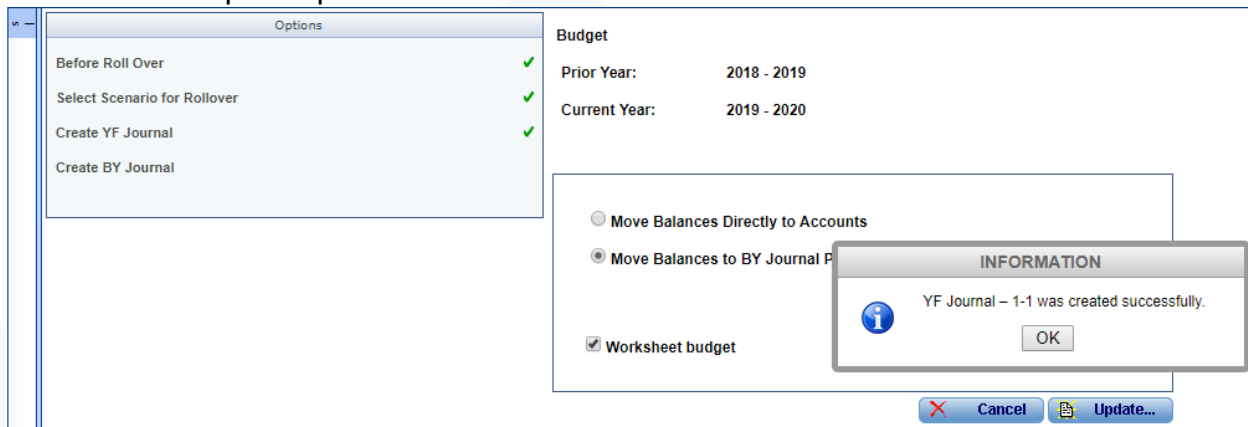 Options
Before Roll Over
Select Scenario for Rollover
Create YF Journal
Create BY Journal
Budget
Prior Year: 2018 - 2019
Current Year: 2019 - 2020
Move Balances Directly to Accounts
Move Balances to BY Journal P
Worksheet budget
INFORMATION
YF Journal – 1-1 was created successfully.
OK
Cancel
Update...